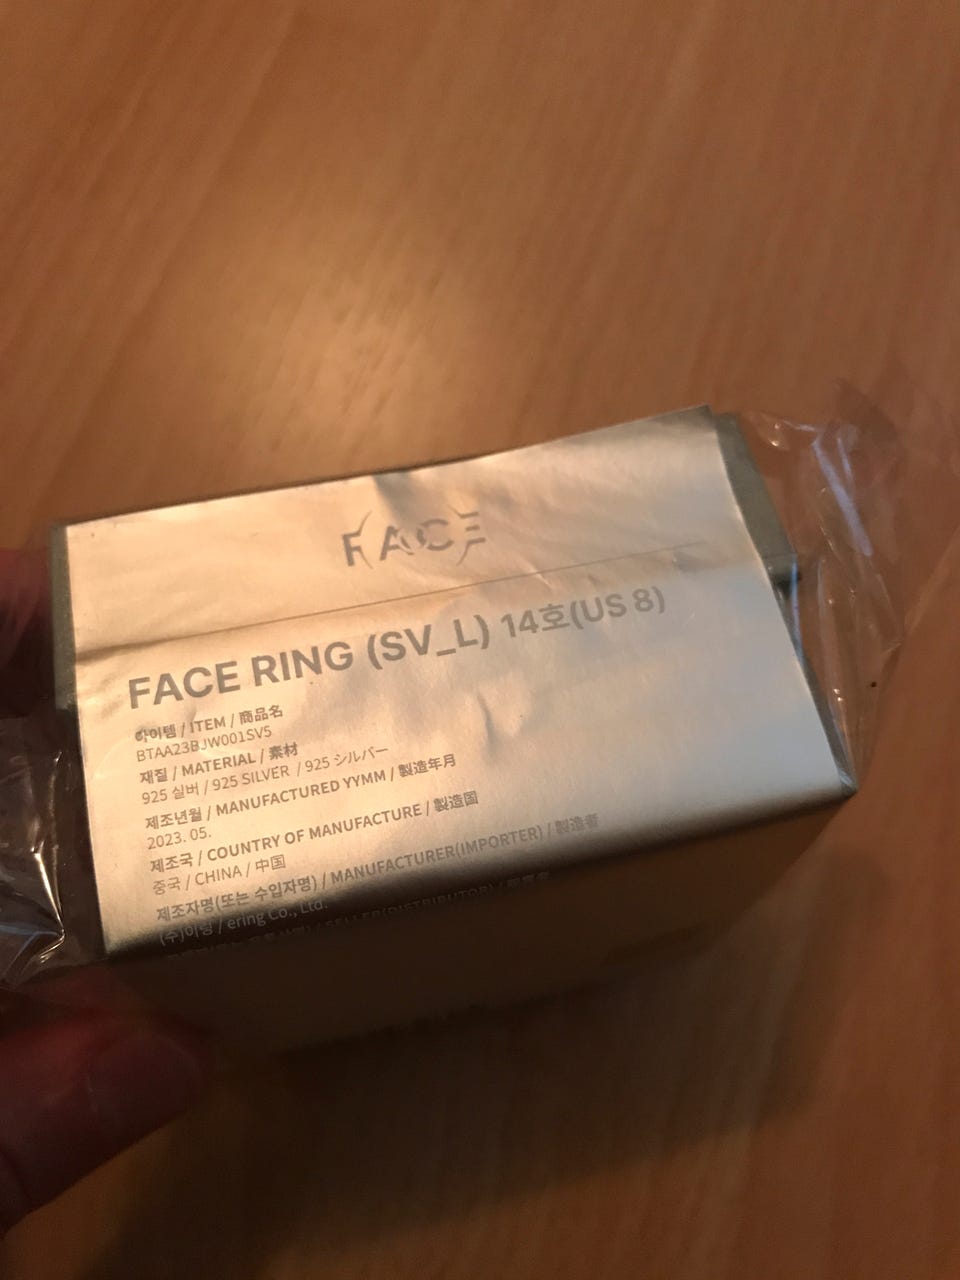 FACE
FACE RING (SV_L) 14호(US 8)
아이템 / ITEM / 商品名
BTAA23BJW001SV5
재질 / MATERIAL / 素材
925 실버 / 925 SILVER / 925 シルバー
제조년월 / MANUFACTURED YYMM / 製造年月
2023. 05.
제조국 / COUNTRY OF MANUFACTURE / 製造国
중국 / CHINA / 中国
제조자명(또는 수입자명) / MANUFACTURER(IMPORTER) / 製造者
(주)이링 / ering Co., Ltd.
/ SELLER(DISTRIBUTOR) /